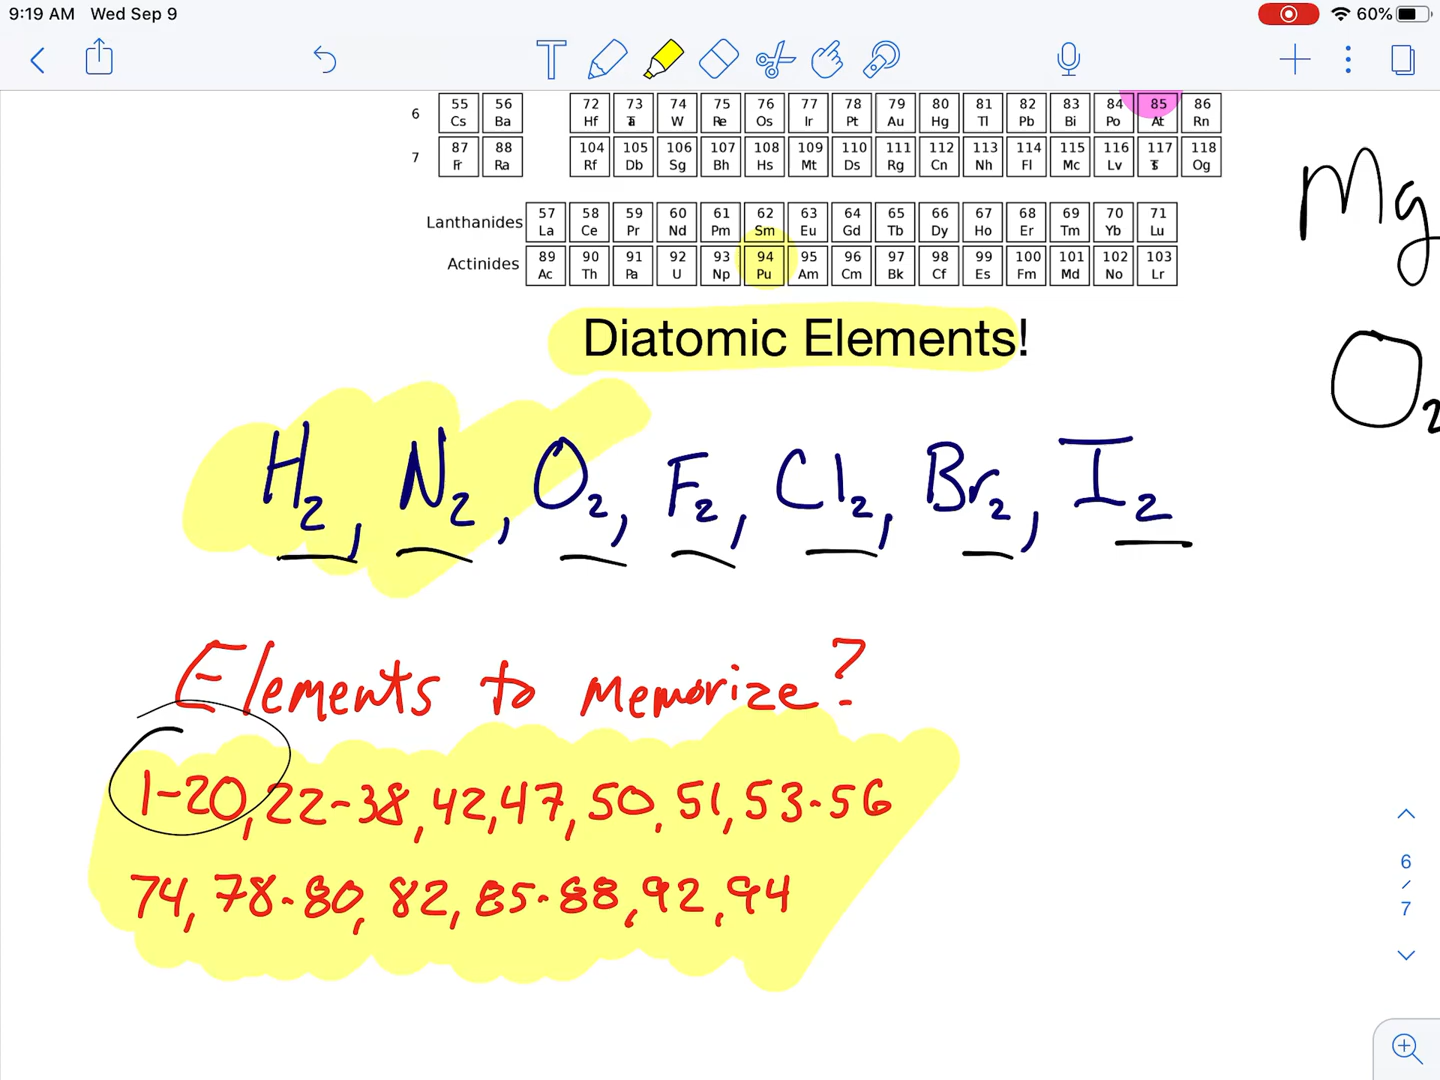 9:19 AM Wed Sep 9
60%
6 55 56 72 73 74 75 76 77 78 79 80 81 82 83 84 85 86
Cs Ba Hf Ta W Re Os Ir Pt Au Hg Tl Pb Bi Po At Rn
7 87 88 104 105 106 107 108 109 110 111 112 113 114 115 116 117 118
Fr Ra Rf Db Sg Bh Hs Mt Ds Rg Cn Nh Fl Mc Lv Ts Og
Mg
Lanthanides 57 58 59 60 61 62 63 64 65 66 67 68 69 70 71
La Ce Pr Nd Pm Sm Eu Gd Tb Dy Ho Er Tm Yb Lu
Actinides 89 90 91 92 93 94 95 96 97 98 99 100 101 102 103
Ac Th Pa U Np Pu Am Cm Bk Cf Es Fm Md No Lr
Diatomic Elements!
O2
H2, N2, O2, F2, Cl2, Br2, I2
Elements to memorize?
1-20, 22-38, 42, 47, 50, 51, 53-56
74, 78-80, 82, 85-88, 92, 94
6
/
7